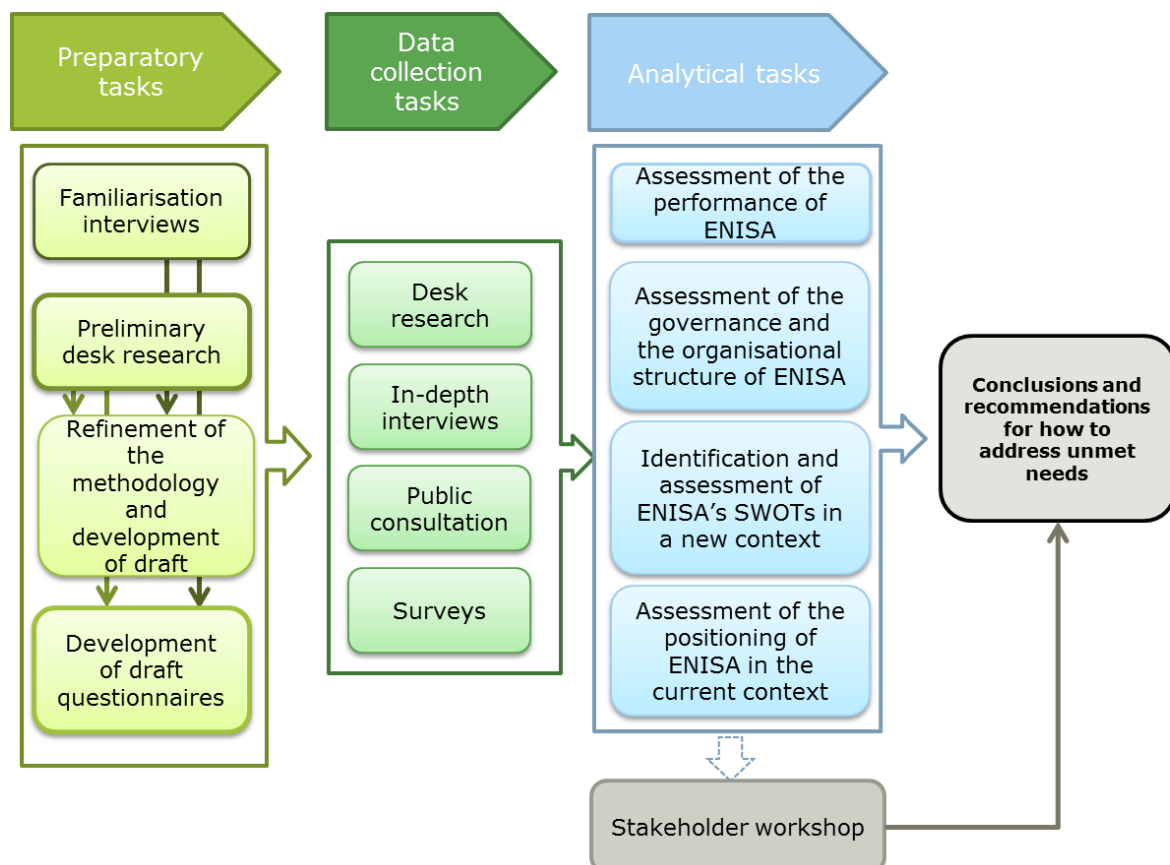 Preparatory
tasks
Data
collection
tasks
Analytical tasks
Familiarisation
interviews
Preliminary
desk research
Refinement of
the
methodology
and
development
of draft
Development
of draft
questionnaires
Desk
research
In-depth
interviews
Public
consultation
Surveys
Assessment of the
performance of
ENISA
Assessment of the
governance and
the organisational
structure of ENISA
Identification and
assessment of
ENISA’s SWOTs in
a new context
Assessment of the
positioning of
ENISA in the
current context
Stakeholder workshop
Conclusions and
recommendations
for how to
address unmet
needs